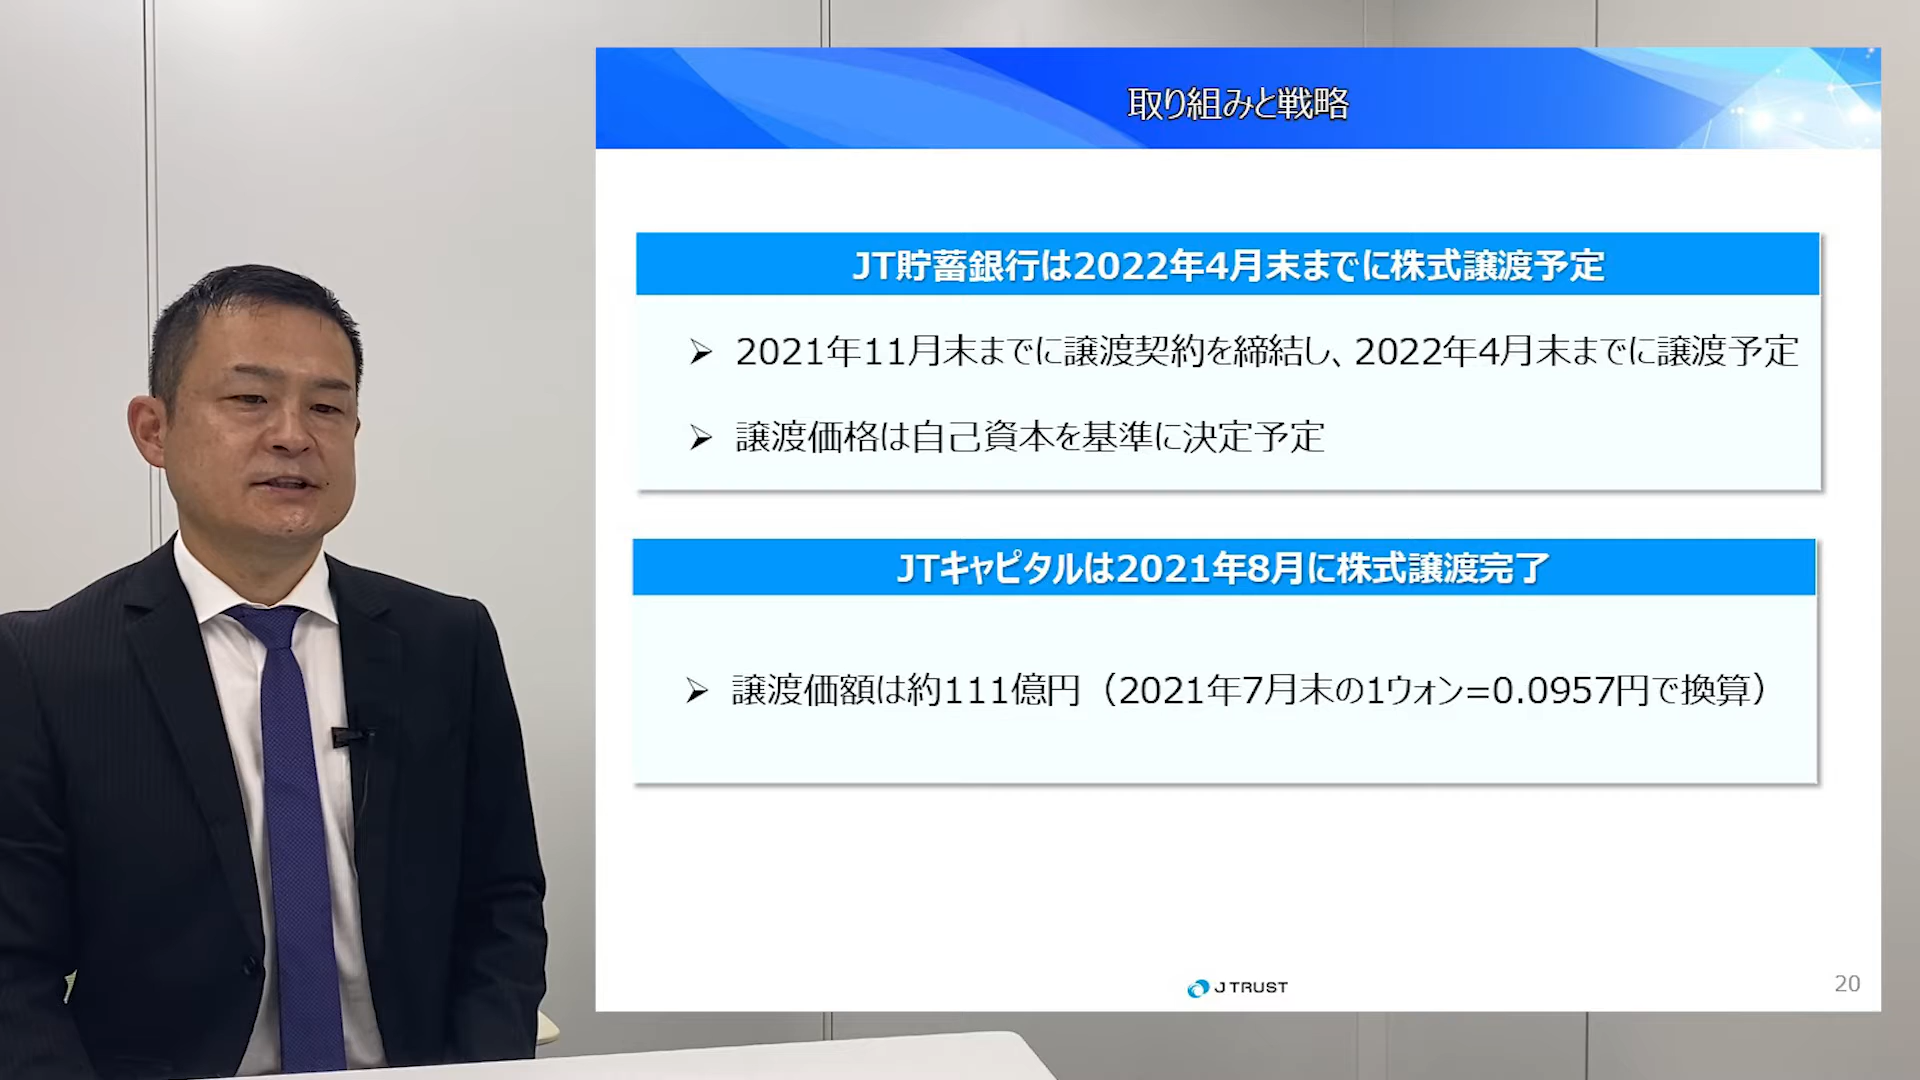 取り組みと戦略
JT貯蓄銀行は2022年4月末までに株式譲渡予定
➢ 2021年11月末までに譲渡契約を締結し、2022年4月末までに譲渡予定
➢ 譲渡価格は自己資本を基準に決定予定
JTキャピタルは2021年8月に株式譲渡完了
➢ 譲渡価額は約111億円（2021年7月末の1ウォン=0.0957円で換算）
J TRUST
20